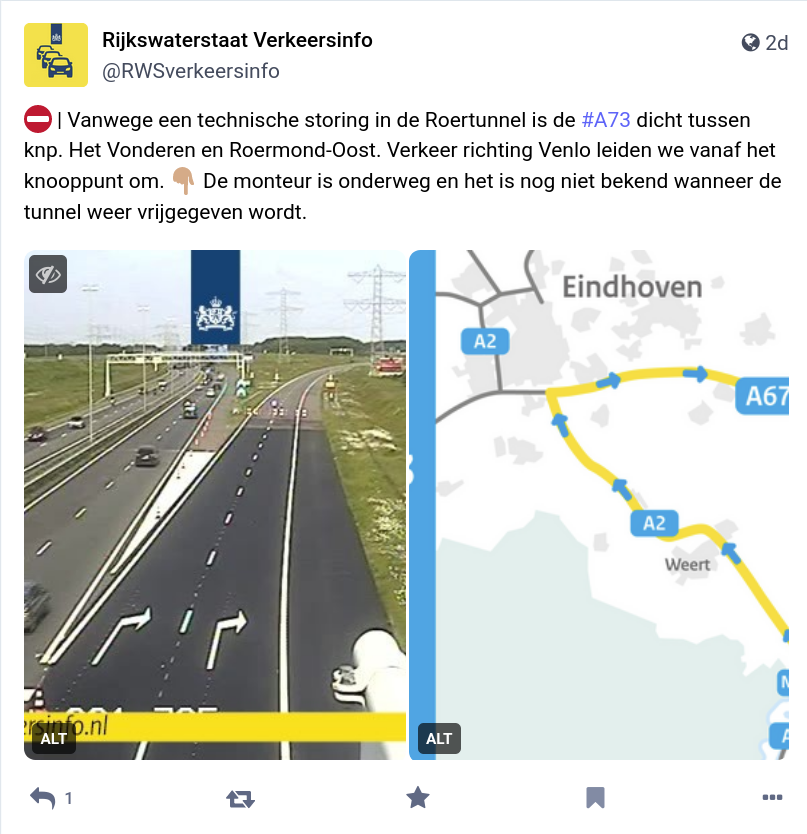 Rijkswaterstaat Verkeersinfo
@RWSverkeersinfo
2d
| Vanwege een technische storing in de Roertunnel is de #A73 dicht tussen
knp. Het Vonderen en Roermond-Oost. Verkeer richting Venlo leiden we vanaf het
knooppunt om. De monteur is onderweg en het is nog niet bekend wanneer de
tunnel weer vrijgegeven wordt.
Eindhoven
A2
A67
A2
Weert
N
A
ersinfo.nl
ALT
ALT
1